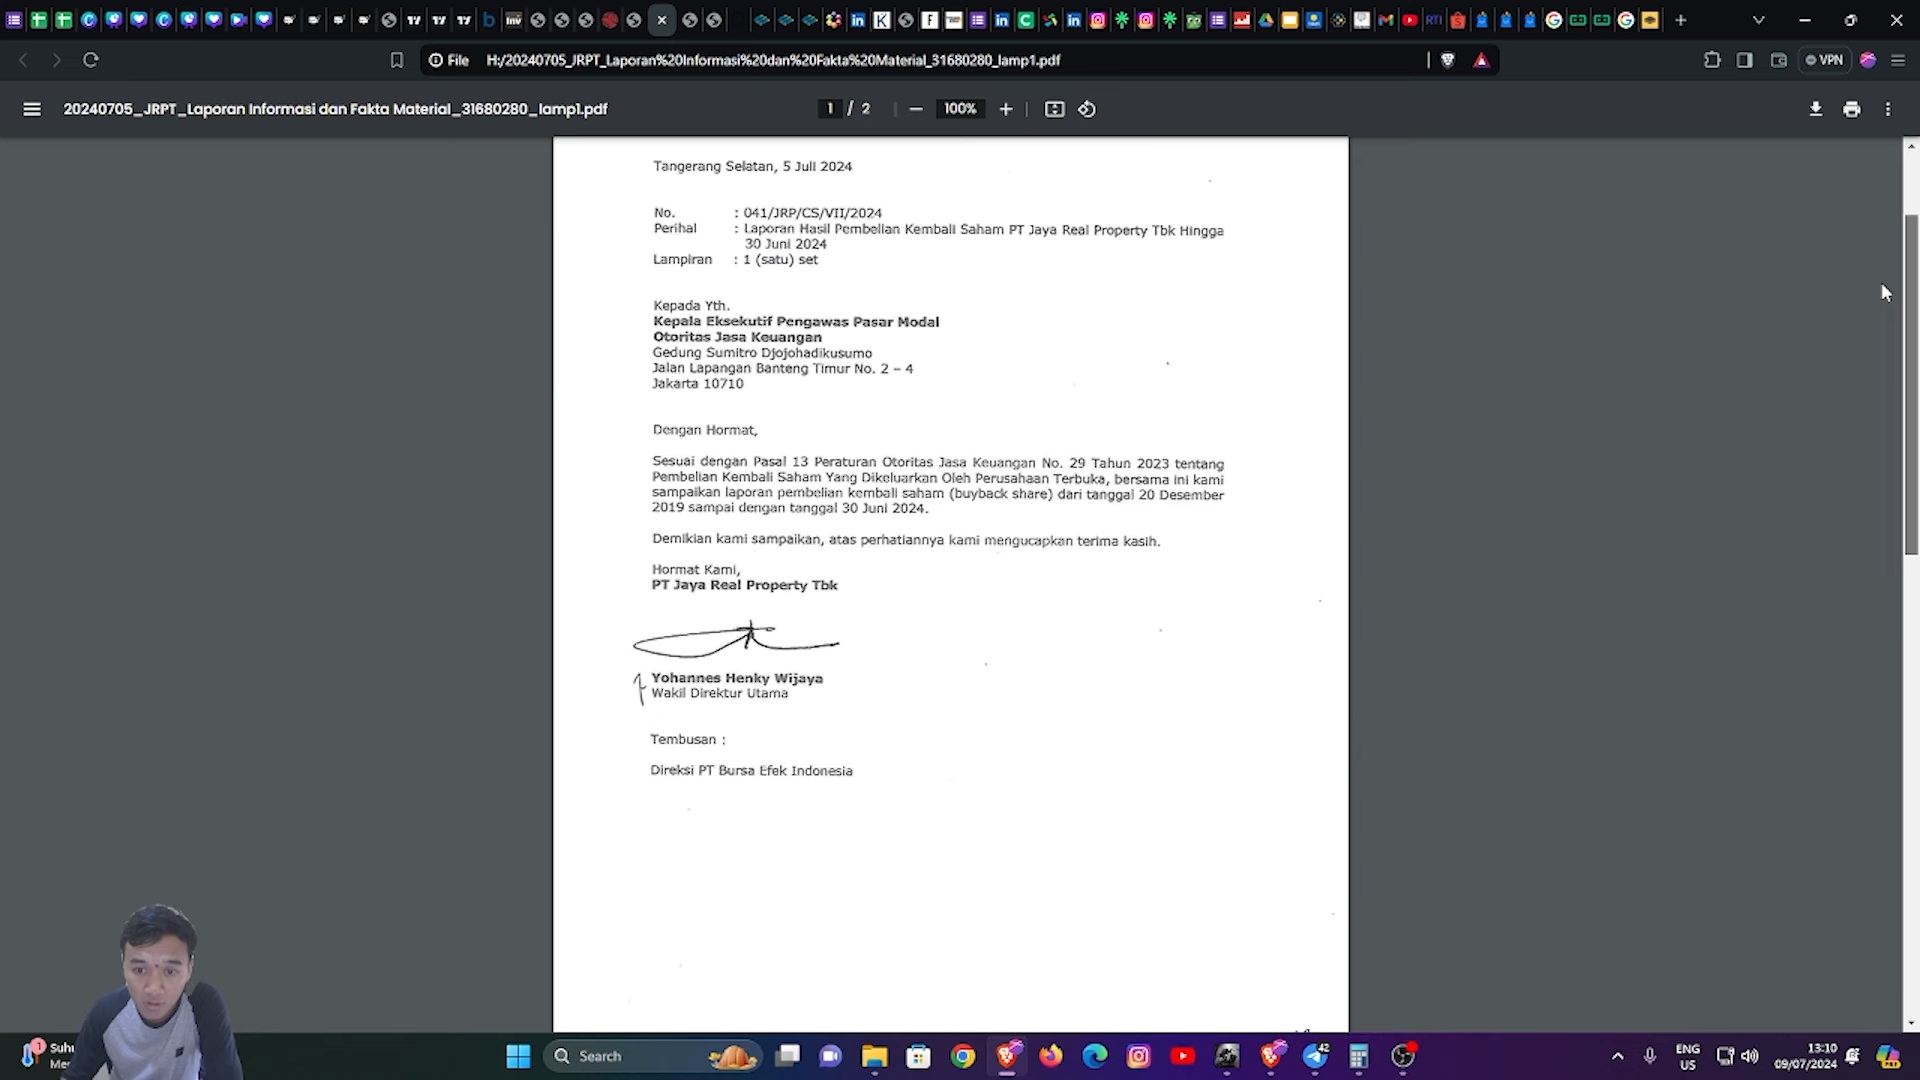 File H:/20240705_JRPT_Laporan%20Informasi%20dan%20Fakta%20Material_31680280_lamp1.pdf
VPN
20240705_JRPT_Laporan Informasi dan Fakta Material_31680280_lamp1.pdf
1 / 2
100%
Tangerang Selatan, 5 Juli 2024
No. : 041/JRP/CS/VII/2024
Perihal : Laporan Hasil Pembelian Kembali Saham PT Jaya Real Property Tbk Hingga
30 Juni 2024
Lampiran : 1 (satu) set
Kepada Yth.
Kepala Eksekutif Pengawas Pasar Modal
Otoritas Jasa Keuangan
Gedung Sumitro Djojohadikusumo
Jalan Lapangan Banteng Timur No. 2 – 4
Jakarta 10710
Dengan Hormat,
Sesuai dengan Pasal 13 Peraturan Otoritas Jasa Keuangan No. 29 Tahun 2023 tentang
Pembelian Kembali Saham Yang Dikeluarkan Oleh Perusahaan Terbuka, bersama ini kami
sampaikan laporan pembelian kembali saham (buyback share) dari tanggal 20 Desember
2019 sampai dengan tanggal 30 Juni 2024.
Demikian kami sampaikan, atas perhatiannya kami mengucapkan terima kasih.
Hormat Kami,
PT Jaya Real Property Tbk
Yohannes Henky Wijaya
Wakil Direktur Utama
Tembusan :
Direksi PT Bursa Efek Indonesia
1
Suhu
Search
42
ENG
US
13:10
09/07/2024